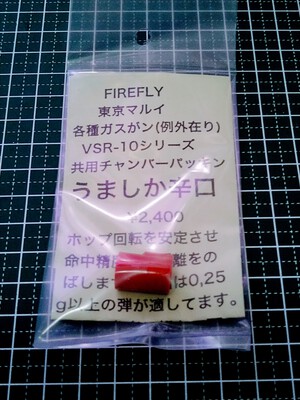 FIREFLY
東京マルイ
各種ガスガン(例外在り)
VSR-10シリーズ
共用チャンバーパッキン
うましか辛口
¥2,400
ホップ回転を安定させ
命中精 離をの
ばしま は0,25
g以上の弾が適してます。